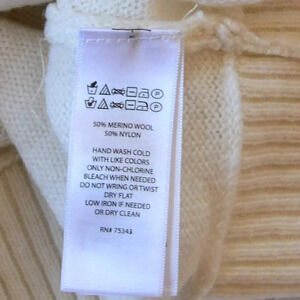 50% MERINO WOOL
50% NYLON
HAND WASH COLD
WITH LIKE COLORS
ONLY NON-CHLORINE
BLEACH WHEN NEEDED
DO NOT WRING OR TWIST
DRY FLAT
LOW IRON IF NEEDED
OR DRY CLEAN
RN# 75343